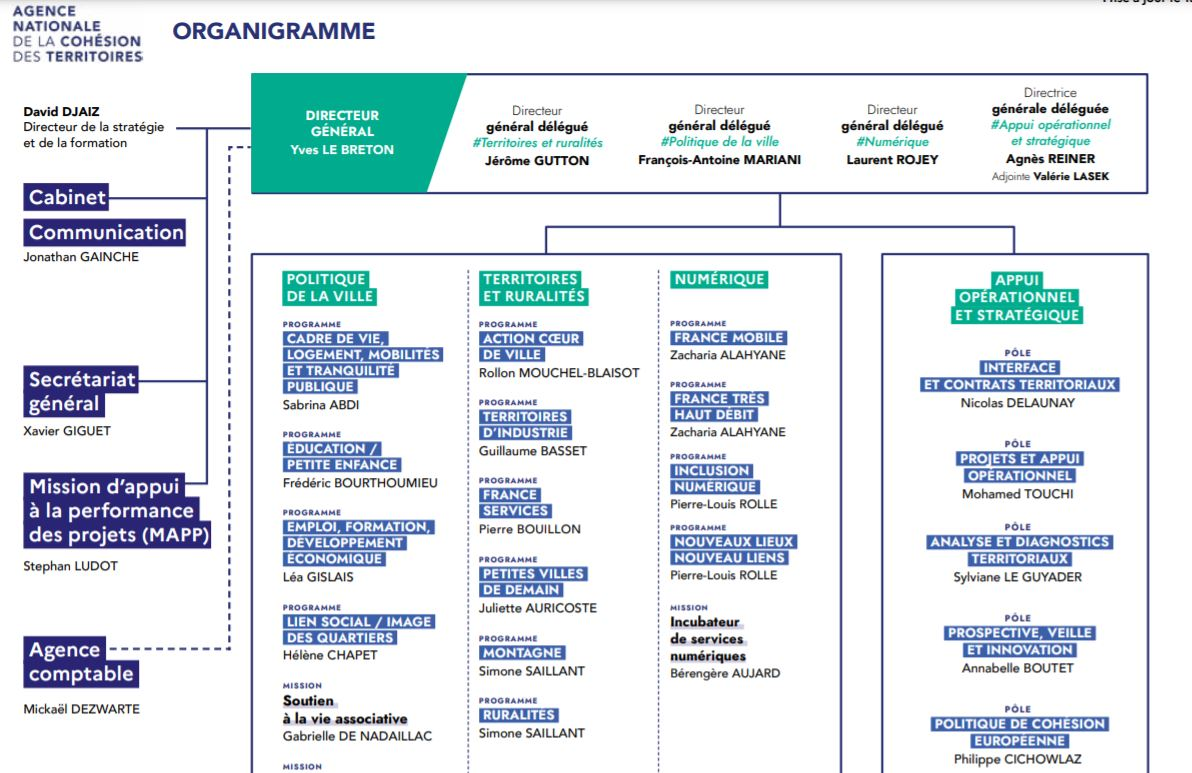 AGENCE
NATIONALE
DE LA COHÉSION
DES TERRITOIRES
ORGANIGRAMME
David DJAIZ
Directeur de la stratégie
et de la formation
Cabinet
Communication
Jonathan GAINCHE
Secrétariat
général
Xavier GIGUET
Mission d'appui
à la performance
des projets (MAPP)
Stephan LUDOT
Agence
comptable
Mickaël DEZWARTE
DIRECTEUR
GÉNÉRAL
Yves LE BRETON
Directeur
général délégué
#Territoires et ruralités
Jérôme GUTTON
Directeur
général délégué
#Politique de la ville
François-Antoine MARIANI
Directeur
général délégué
#Numérique
Laurent ROJEY
Directrice
générale déléguée
#Appui opérationnel
et stratégique
Agnès REINER
Adjointe Valérie LASEK
POLITIQUE
DE LA VILLE
PROGRAMME
CADRE DE VIE,
LOGEMENT, MOBILITÉS
ET TRANQUILITÉ
PUBLIQUE
Sabrina ABDI
PROGRAMME
ÉDUCATION /
PETITE ENFANCE
Frédéric BOURTHOUMIEU
PROGRAMME
EMPLOI, FORMATION,
DÉVELOPPEMENT
ÉCONOMIQUE
Léa GISLAIS
PROGRAMME
LIEN SOCIAL / IMAGE
DES QUARTIERS
Hélène CHAPET
MISSION
Soutien
à la vie associative
Gabrielle DE NADAILLAC
MISSION
TERRITOIRES
ET RURALITÉS
PROGRAMME
ACTION CŒUR
DE VILLE
Rollon MOUCHEL-BLAISOT
PROGRAMME
TERRITOIRES
D'INDUSTRIE
Guillaume BASSET
PROGRAMME
FRANCE
SERVICES
Pierre BOUILLON
PROGRAMME
PETITES VILLES
DE DEMAIN
Juliette AURICOSTE
PROGRAMME
MONTAGNE
Simone SAILLANT
PROGRAMME
RURALITÉS
Simone SAILLANT
NUMÉRIQUE
PROGRAMME
FRANCE MOBILE
Zacharia ALAHYANE
PROGRAMME
FRANCE TRÉS
HAUT DÉBIT
Zacharia ALAHYANE
PROGRAMME
INCLUSION
NUMÉRIQUE
Pierre-Louis ROLLE
PROGRAMME
NOUVEAUX LIEUX
NOUVEAU LIENS
Pierre-Louis ROLLE
MISSION
Incubateur
de services
numériques
Bérengère AUJARD
APPUI
OPÉRATIONNEL
ET STRATÉGIQUE
PÔLE
INTERFACE
ET CONTRATS TERRITORIAUX
Nicolas DELAUNAY
PÔLE
PROJETS ET APPUI
OPÉRATIONNEL
Mohamed TOUCHI
PÔLE
ANALYSE ET DIAGNOSTICS
TERRITORIAUX
Sylviane LE GUYADER
PÔLE
PROSPECTIVE, VEILLE
ET INNOVATION
Annabelle BOUTET
PÔLE
POLITIQUE DE COHÉSION
EUROPÉENNE
Philippe CICHOWLAZ